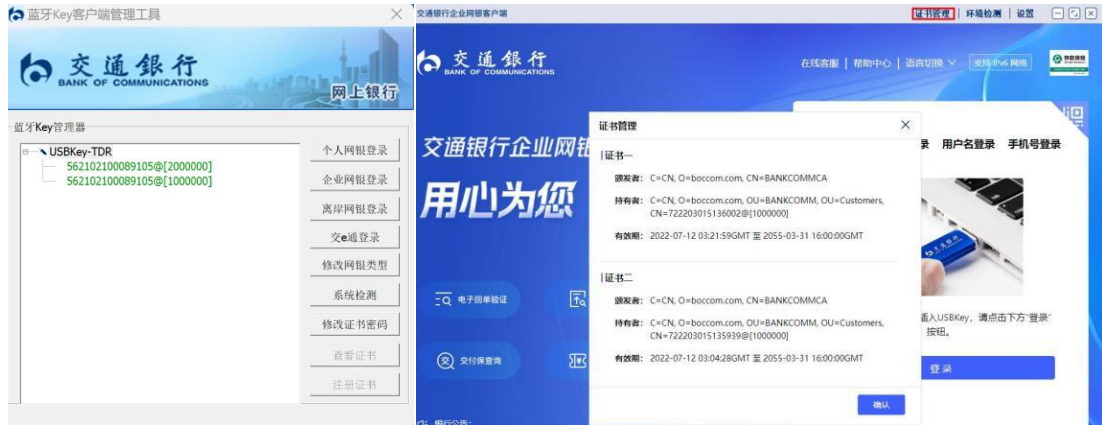 蓝牙Key客户端管理工具
交通銀行
BANK OF COMMUNICATIONS
网上银行
蓝牙Key管理器
USBKey-TDR
562102100089105@[2000000]
562102100089105@[1000000]
个人网银登录
企业网银登录
离岸网银登录
交e通登录
修改网银类型
系统检测
修改证书密码
查看证书
注册证书
交通银行企业网银客户端
证书管理 | 环境检测 | 设置
交通銀行
BANK OF COMMUNICATIONS
在线客服 | 帮助中心 | 语言切换
支持 IPv6 网络
存款保险
交通银行企业网银
用心为您
电子回单验证
交付保查询
银行公告:
证书管理
证书一
颁发者: C=CN, O=boccom.com, CN=BANKCOMMCA
持有者: C=CN, O=boccom.com, OU=BANKCOMM, OU=Customers,
CN=722203015136002@[1000000]
有效期: 2022-07-12 03:21:59GMT 至 2055-03-31 16:00:00GMT
证书二
颁发者: C=CN, O=boccom.com, CN=BANKCOMMCA
持有者: C=CN, O=boccom.com, OU=BANKCOMM, OU=Customers,
CN=722203015135939@[1000000]
有效期: 2022-07-12 03:04:28GMT 至 2055-03-31 16:00:00GMT
确认
录 用户名登录 手机号登录
插入USBKey, 请点击下方"登录"
按钮。
登录